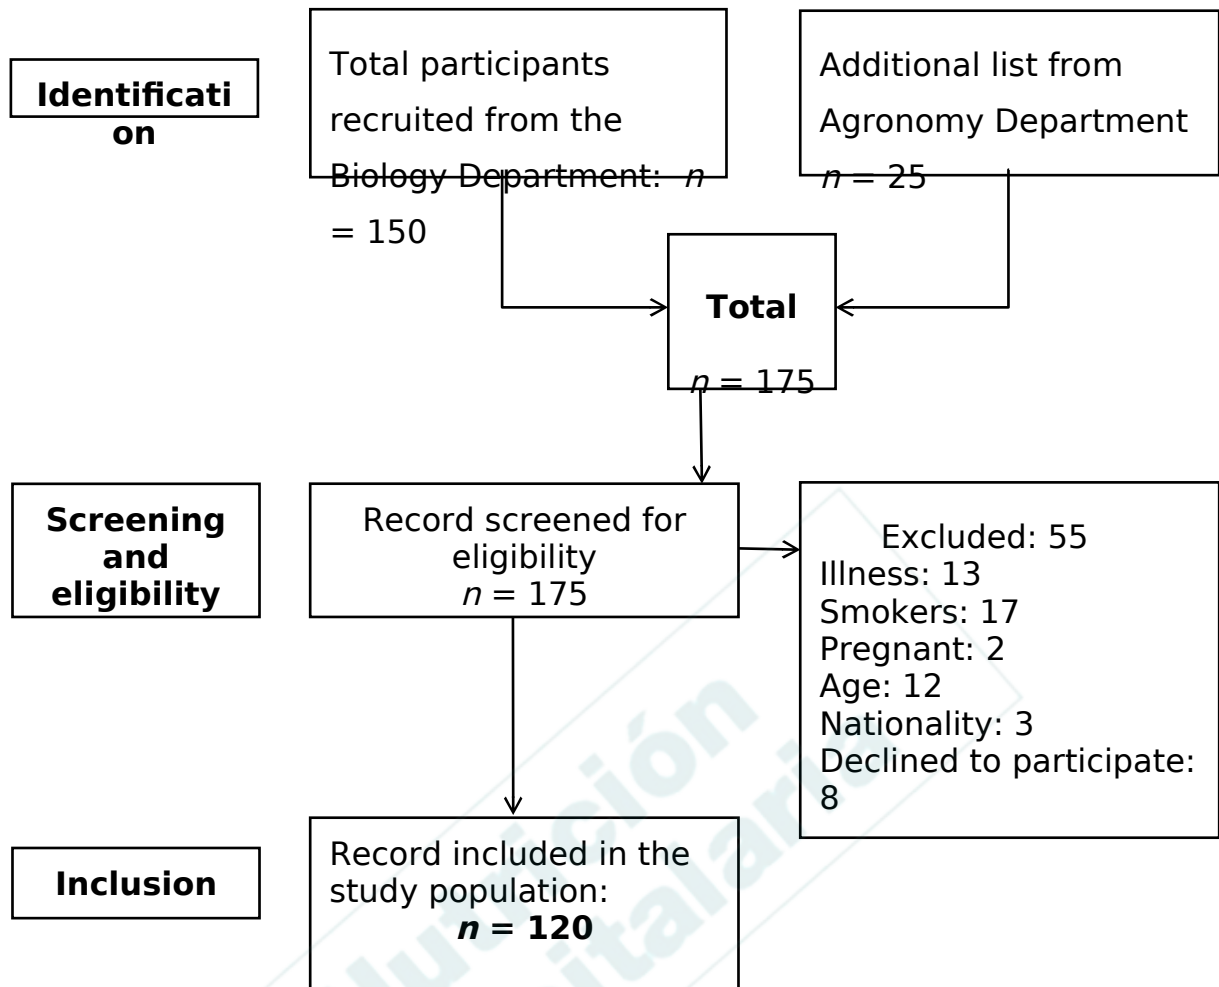 Identificati
on
Total participants
recruited from the
Biology Department: n
= 150
Additional list from
Agronomy Department
n = 25
Total
n = 175
Screening
and
eligibility
Record screened for
eligibility
n = 175
Excluded: 55
Illness: 13
Smokers: 17
Pregnant: 2
Age: 12
Nationality: 3
Declined to participate:
8
Inclusion
Record included in the
study population:
n = 120
Nutrición